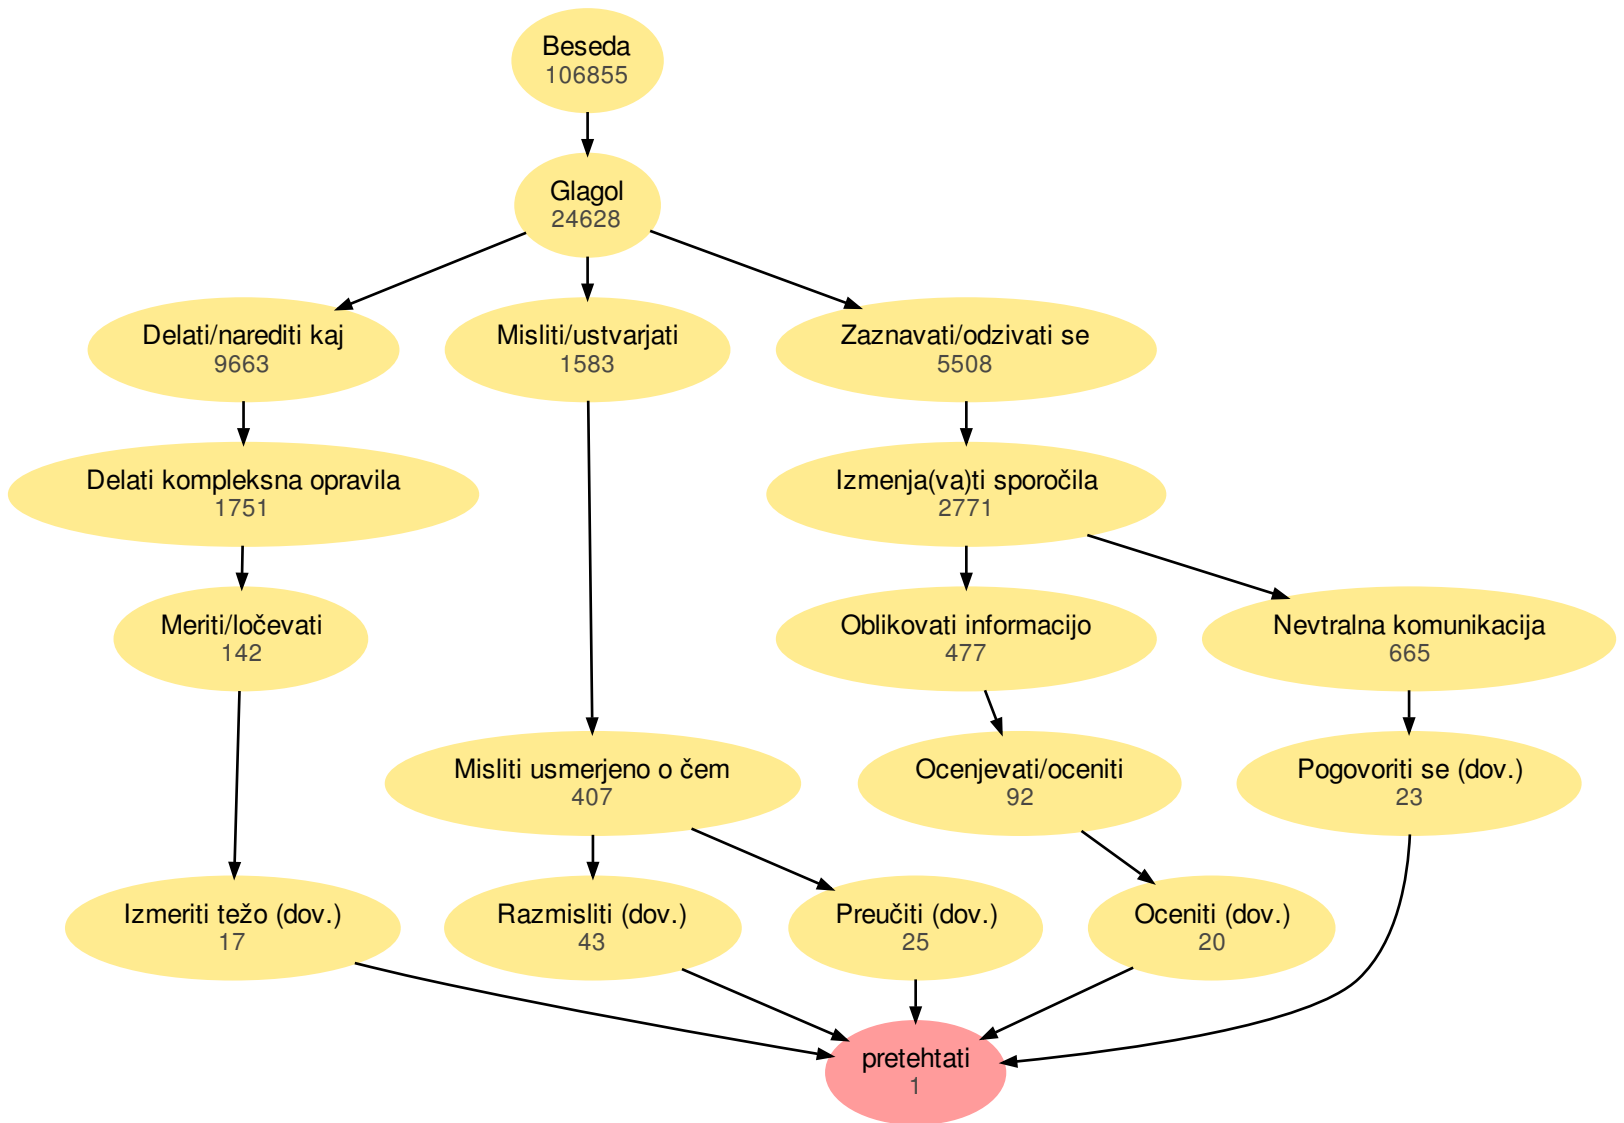 Beseda
106855
Glagol
24628
Delati/narediti kaj
9663
Misliti/ustvarjati
1583
Zaznavati/odzivati se
5508
Delati kompleksna opravila
1751
Izmenja(va)ti sporočila
2771
Meriti/ločevati
142
Oblikovati informacijo
477
Nevtralna komunikacija
665
Misliti usmerjeno o čem
407
Ocenjevati/oceniti
92
Pogovoriti se (dov.)
23
Izmeriti težo (dov.)
17
Razmisliti (dov.)
43
Preučiti (dov.)
25
Oceniti (dov.)
20
pretehtati
1